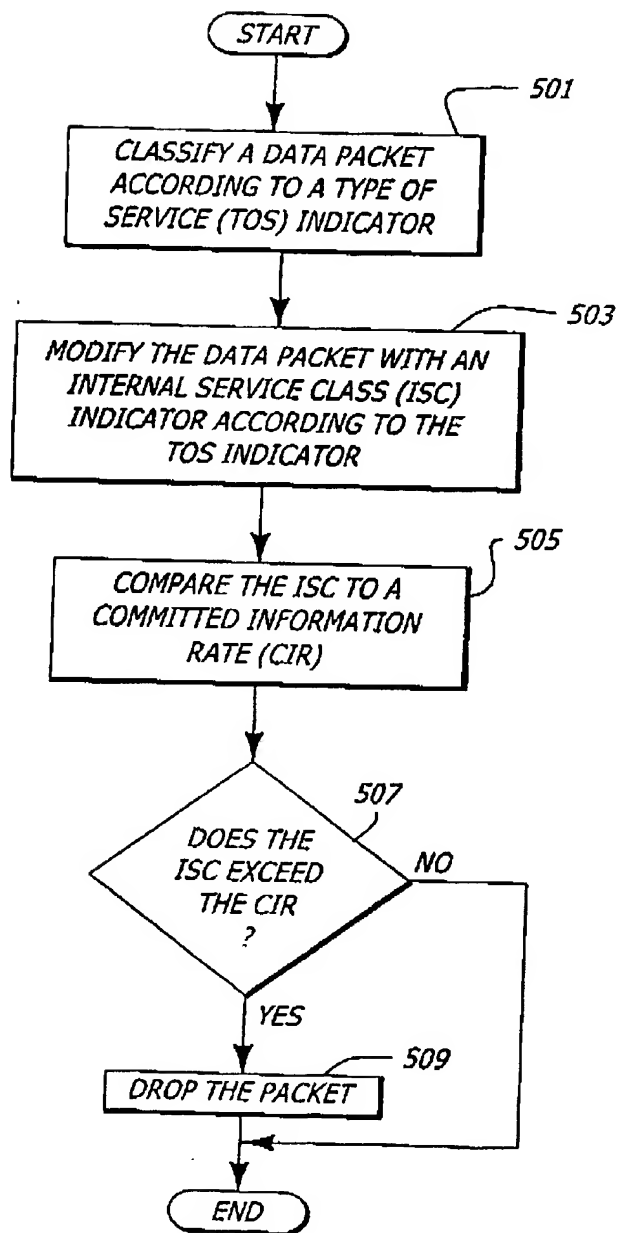 START
501
CLASSIFY A DATA PACKET
ACCORDING TO A TYPE OF
SERVICE (TOS) INDICATOR
503
MODIFY THE DATA PACKET WITH AN
INTERNAL SERVICE CLASS (ISC)
INDICATOR ACCORDING TO THE
TOS INDICATOR
505
COMPARE THE ISC TO A
COMMITTED INFORMATION
RATE (CIR)
507
DOES THE
ISC EXCEED
THE CIR
?
NO
YES
509
DROP THE PACKET
END